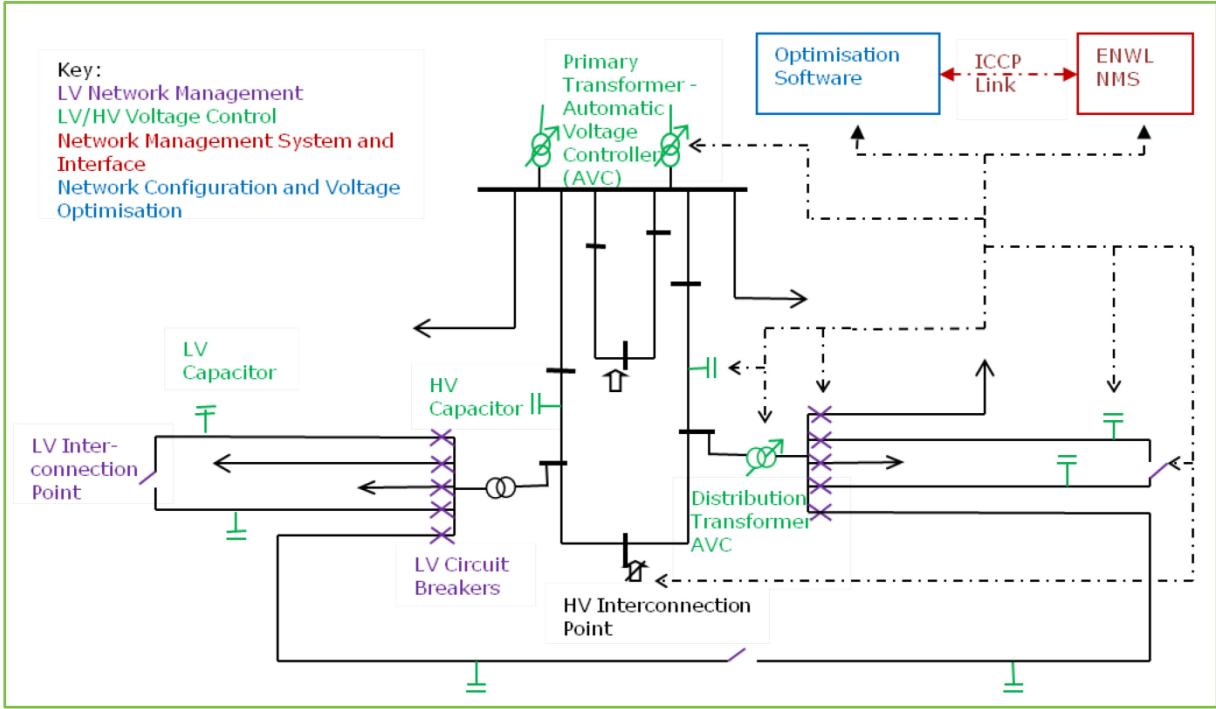 Key:
LV Network Management
LV/HV Voltage Control
Network Management System and
Interface
Network Configuration and Voltage
Optimisation
Primary
Transformer -
Automatic
Voltage
Controller
(AVC)
Optimisation
Software
ICCP
Link
ENWL
NMS
LV
Capacitor
HV
Capacitor
LV Inter-
connection
Point
LV Circuit
Breakers
Distribution
Transformer
AVC
HV Interconnection
Point